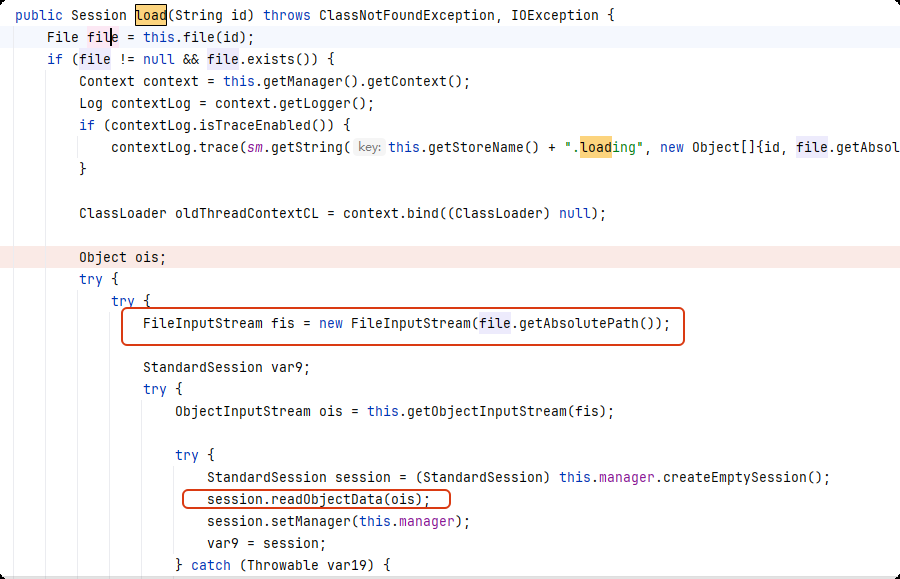 public Session load(String id) throws ClassNotFoundException, IOException {
File file = this.file(id);
if (file != null && file.exists()) {
Context context = this.getManager().getContext();
Log contextLog = context.getLogger();
if (contextLog.isTraceEnabled()) {
contextLog.trace(sm.getString( key: this.getStoreName() + ".loading", new Object[]{id, file.getAbsol
}
ClassLoader oldThreadContextCL = context.bind((ClassLoader) null);
Object ois;
try {
try {
FileInputStream fis = new FileInputStream(file.getAbsolutePath());
StandardSession var9;
try {
ObjectInputStream ois = this.getObjectInputStream(fis);
try {
StandardSession session = (StandardSession) this.manager.createEmptySession();
session.readObjectData(ois);
session.setManager(this.manager);
var9 = session;
} catch (Throwable var19) {